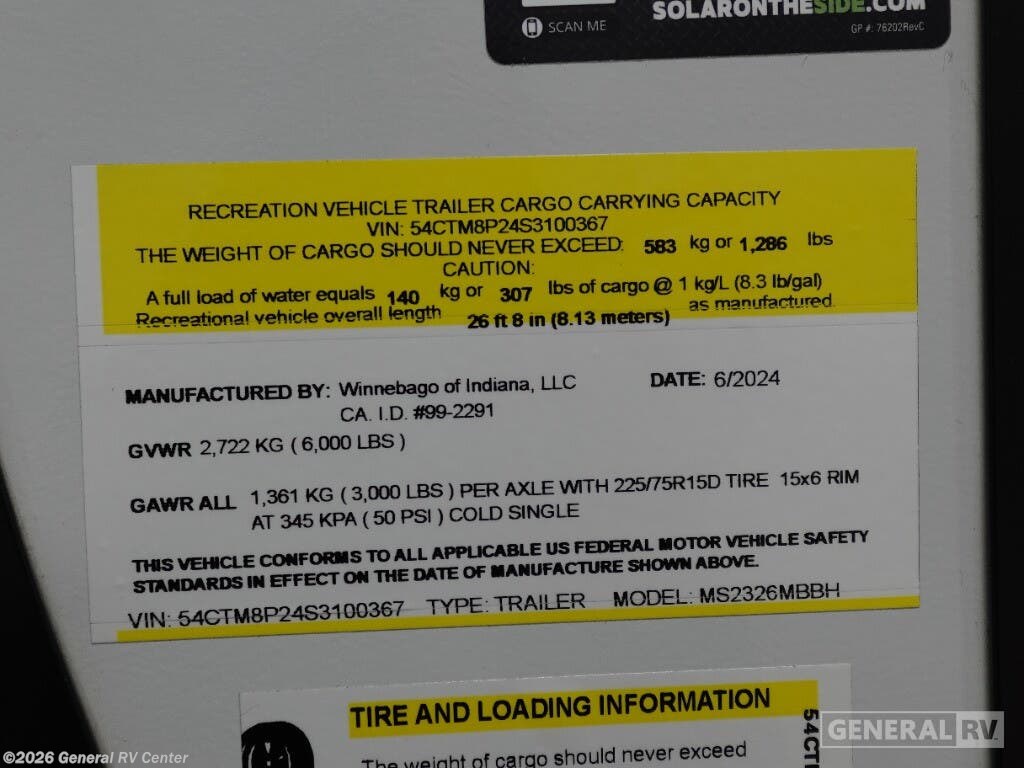 SCAN ME
SOLARONTHESIDE.COM
GP #: 76202RevC
RECREATION VEHICLE TRAILER CARGO CARRYING CAPACITY
VIN: 54CTM8P24S3100367
THE WEIGHT OF CARGO SHOULD NEVER EXCEED: 583 kg or 1,286 lbs
CAUTION:
A full load of water equals 140 kg or 307 lbs of cargo @ 1 kg/L (8.3 lb/gal)
Recreational vehicle overall length 26 ft 8 in (8.13 meters) as manufactured.
MANUFACTURED BY: Winnebago of Indiana, LLC DATE: 6/2024
CA. I.D. #99-2291
GVWR 2,722 KG ( 6,000 LBS )
GAWR ALL 1,361 KG ( 3,000 LBS ) PER AXLE WITH 225/75R15D TIRE 15x6 RIM
AT 345 KPA ( 50 PSI ) COLD SINGLE
THIS VEHICLE CONFORMS TO ALL APPLICABLE US FEDERAL MOTOR VEHICLE SAFETY
STANDARDS IN EFFECT ON THE DATE OF MANUFACTURE SHOWN ABOVE.
VIN: 54CTM8P24S3100367 TYPE: TRAILER MODEL: MS2326MBBH
TIRE AND LOADING INFORMATION
The weight of cargo should never exceed
54CT
GENERAL RV
©2026 General RV Center